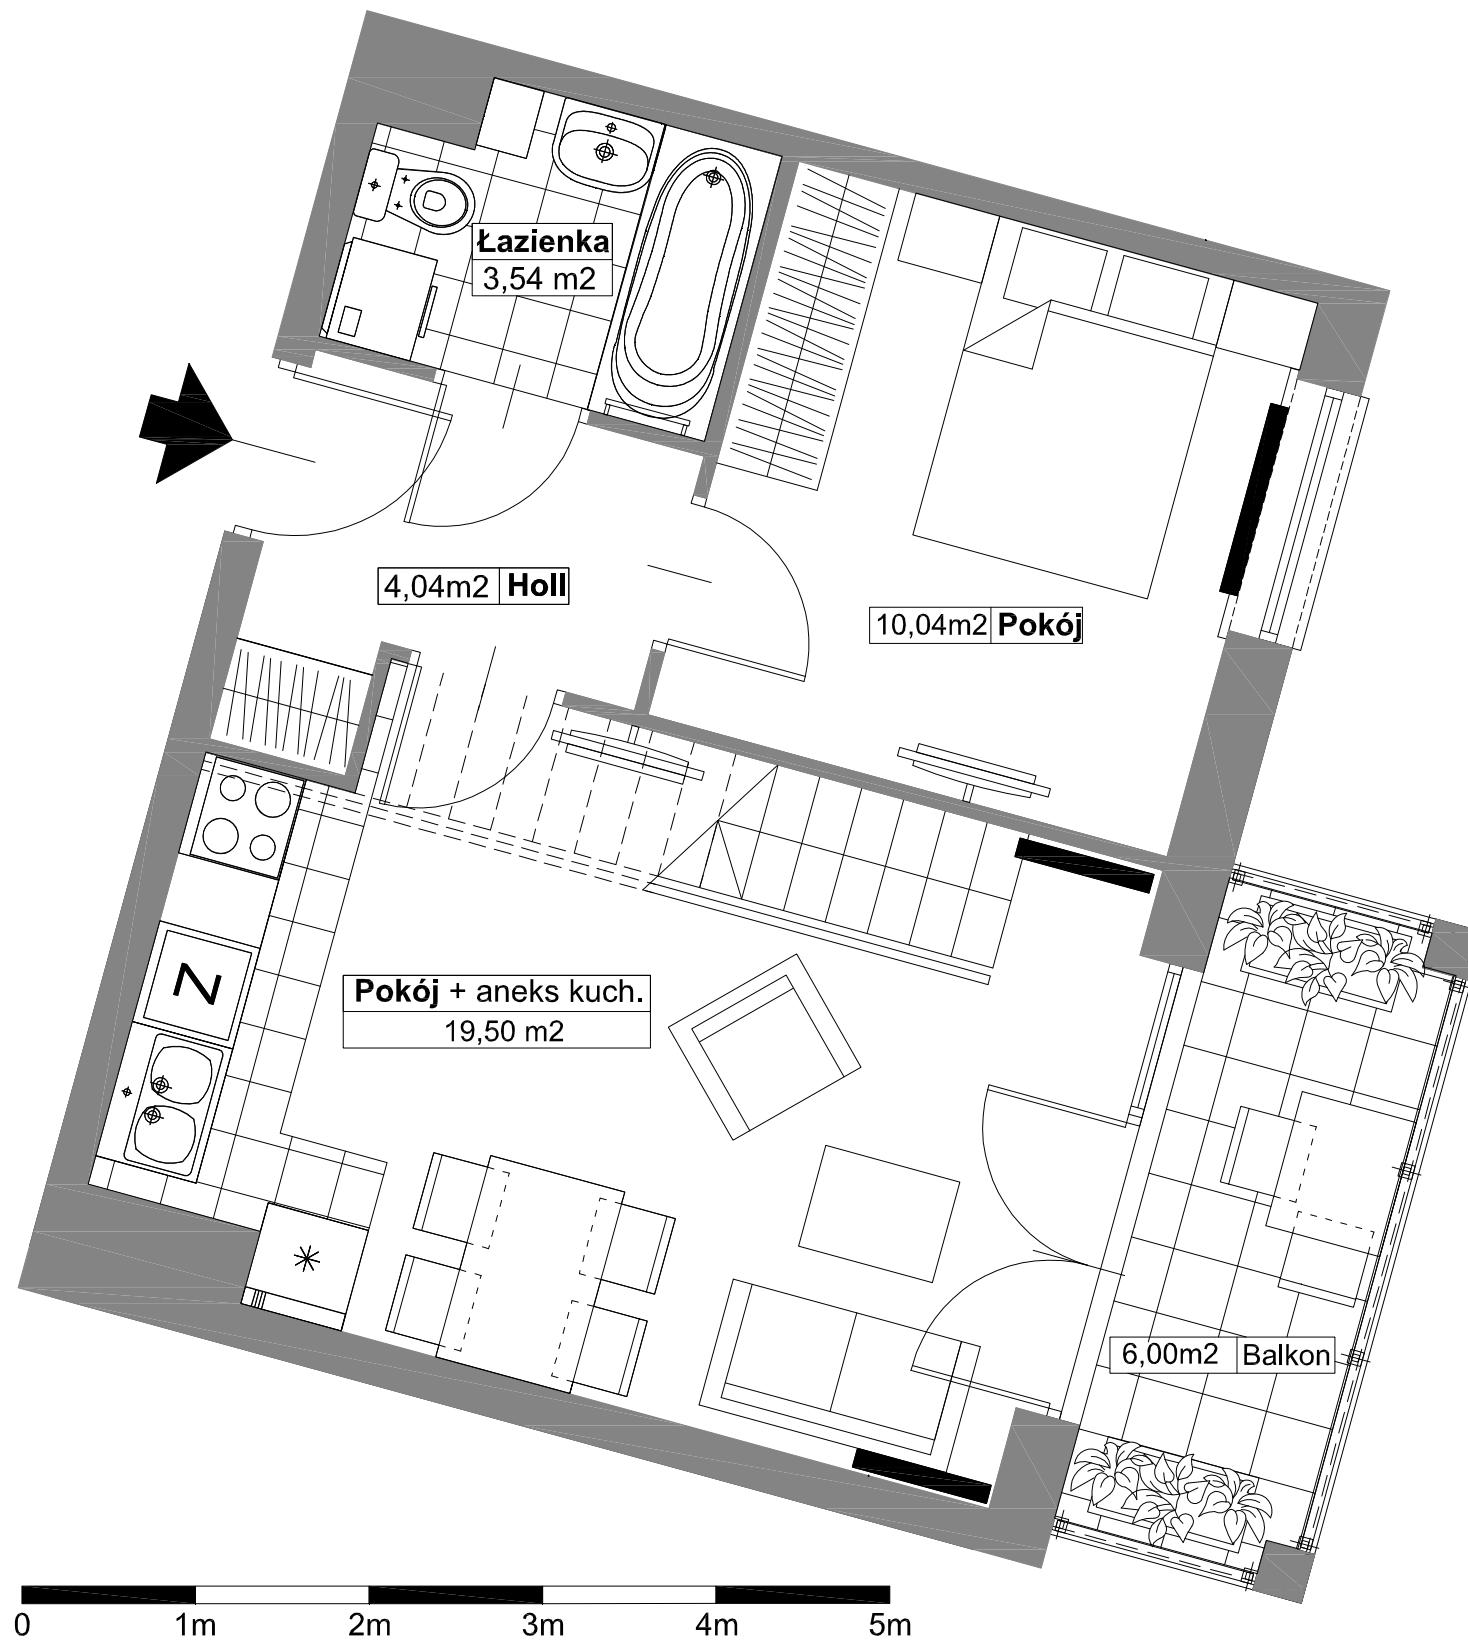 Łazienka
3,54 m2
4,04m2 Holl
10,04m2 Pokój
Pokój + aneks kuch.
19,50 m2
Z
6,00m2 Balkon
0 1m 2m 3m 4m 5m